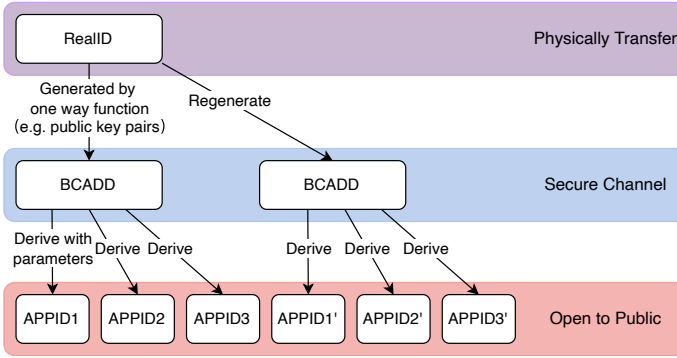 RealID
Physically Transfer
Generated by
one way function
(e.g. public key pairs)
Regenerate
BCADD
BCADD
Secure Channel
Derive with
parameters
Derive
Derive
Derive
Derive
Derive
APPID1
APPID2
APPID3
APPID1'
APPID2'
APPID3'
Open to Public